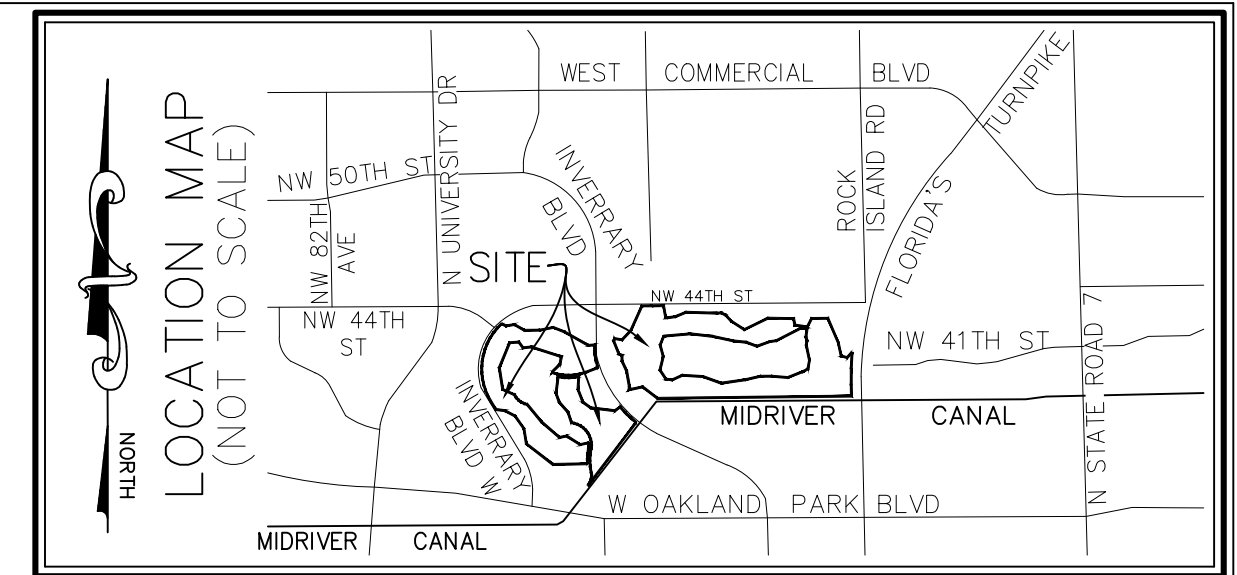 LOCATION MAP
(NOT TO SCALE)
NORTH
WEST COMMERCIAL BLVD
N UNIVERSITY DR
NW 50TH ST
NW 82TH
AVE
INVERRARY
BLVD
ROCK
ISLAND RD
FLORIDA'S
TURNPIKE
SITE
NW 44TH ST
NW 44TH
ST
NW 41TH ST
N STATE ROAD 7
INVERRARY
BLVD W
MIDRIVER CANAL
W OAKLAND PARK BLVD
MIDRIVER CANAL